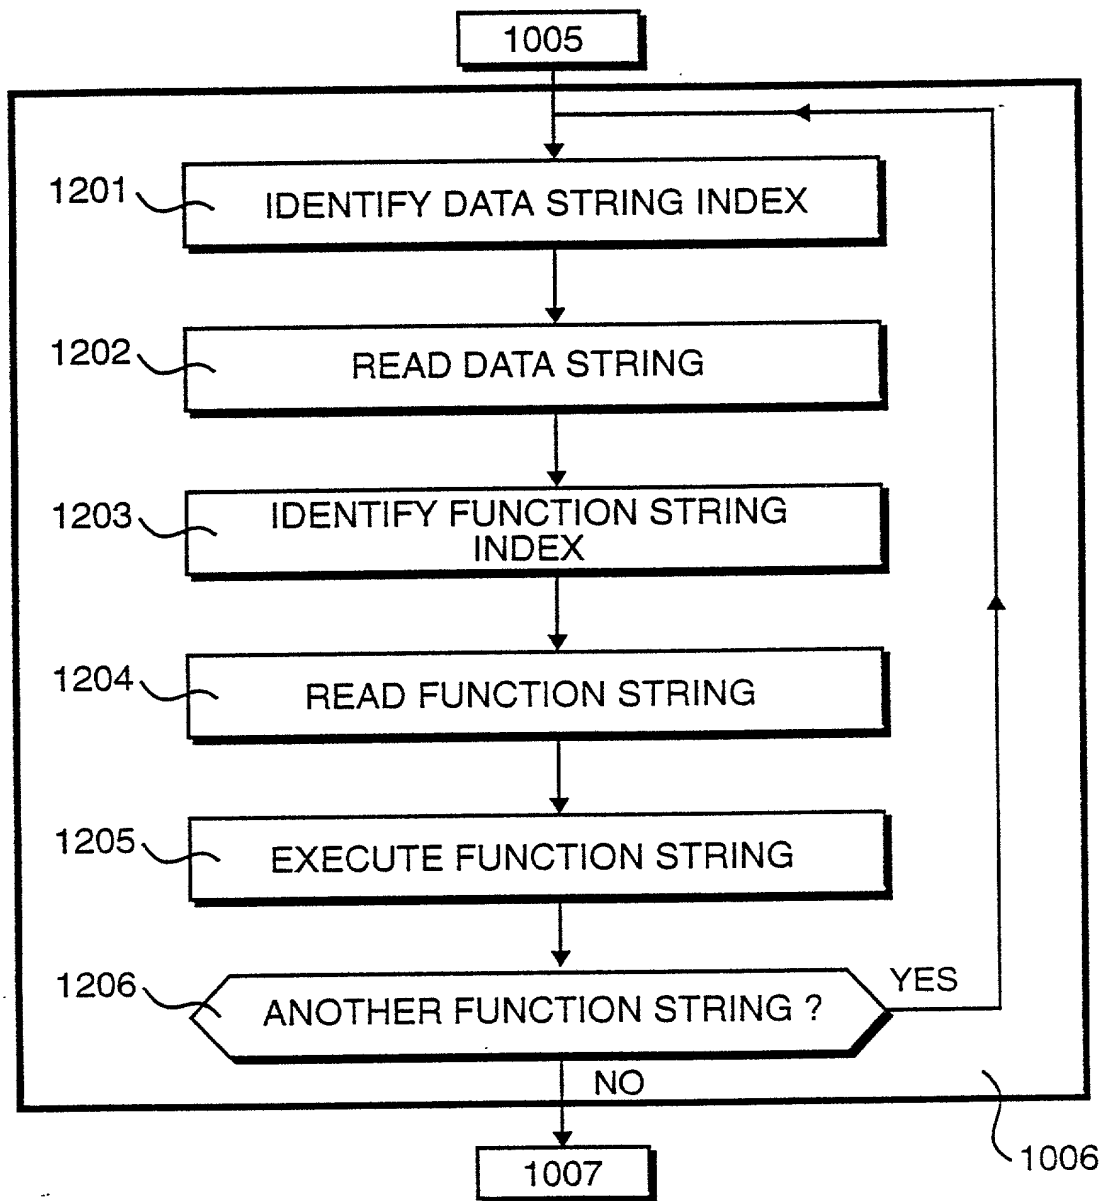 1005
1201
IDENTIFY DATA STRING INDEX
1202
READ DATA STRING
1203
IDENTIFY FUNCTION STRING
INDEX
1204
READ FUNCTION STRING
1205
EXECUTE FUNCTION STRING
1206
ANOTHER FUNCTION STRING ?
YES
NO
1006
1007